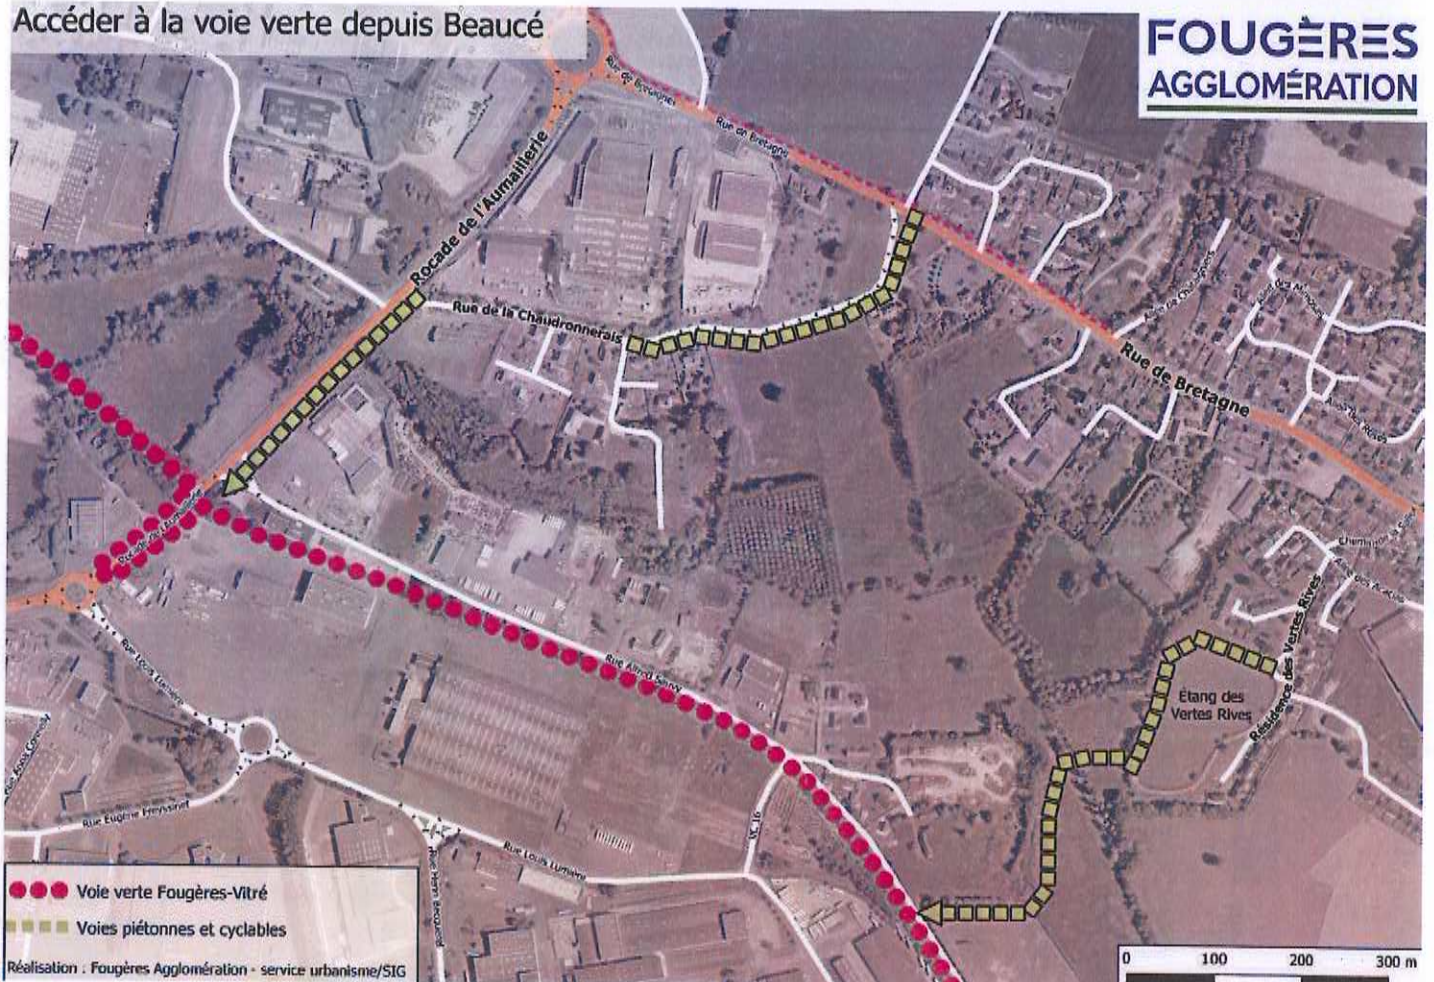 Accéder à la voie verte depuis Beaucé
FOUGÈRES
AGGLOMÉRATION
Rue de Bretagne
Rue de Bretagne
Rocade de l'Aumaillerie
Rue de la Chaudronnerais
Rue de Bretagne
Rocade de l'Aumaillerie
Résidence des Vertes Rives
Étang des
Vertes Rives
Rue Alfred Sauvy
Rue Louis Lumière
Rue Eugène Freyssinet
VC 16
Rue Louis Lumière
Voie verte Fougères-Vitré
Voies piétonnes et cyclables
Réalisation : Fougères Agglomération - service urbanisme/SIG
0 100 200 300 m